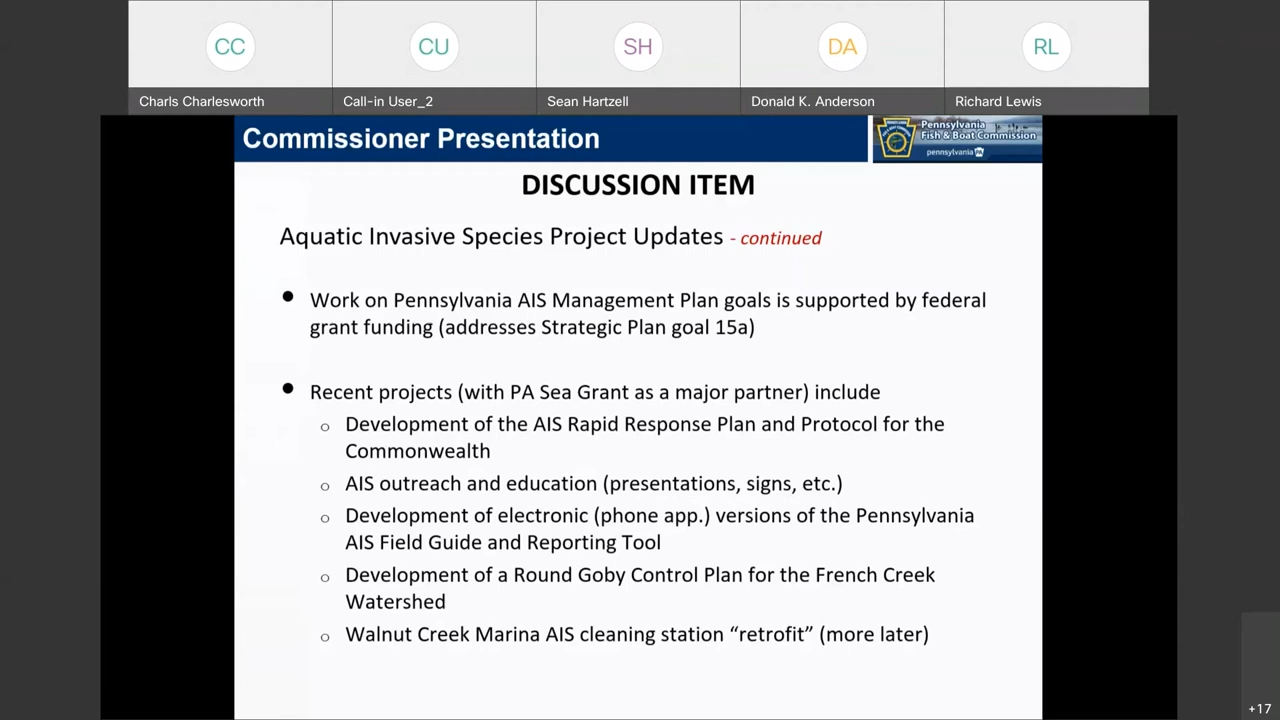 CC
CU
SH
DA
RL
Charls Charlesworth
Call-in User_2
Sean Hartzell
Donald K. Anderson
Richard Lewis
Commissioner Presentation
Pennsylvania
Fish & Boat Commission
pennsylvania PA
DISCUSSION ITEM
Aquatic Invasive Species Project Updates - continued
• Work on Pennsylvania AIS Management Plan goals is supported by federal
grant funding (addresses Strategic Plan goal 15a)
• Recent projects (with PA Sea Grant as a major partner) include
o Development of the AIS Rapid Response Plan and Protocol for the
Commonwealth
o AIS outreach and education (presentations, signs, etc.)
o Development of electronic (phone app.) versions of the Pennsylvania
AIS Field Guide and Reporting Tool
o Development of a Round Goby Control Plan for the French Creek
Watershed
o Walnut Creek Marina AIS cleaning station “retrofit” (more later)
+17